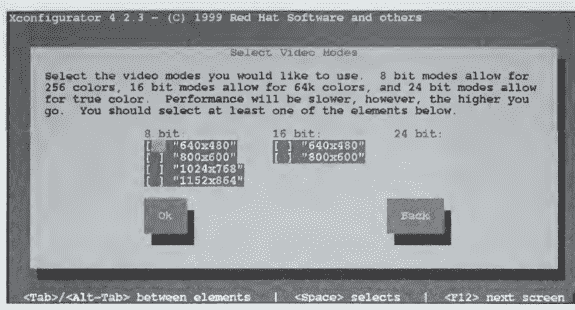 Xconfigurator 4.2.3 - (C) 1999 Red Hat Software and others
Select Video Modes
Select the video modes you would like to use.  8 bit modes allow for
256 colors, 16 bit modes allow for 64k colors, and 24 bit modes allow
for true color.  Performance will be slower, however, the higher you
go.  You should select at least one of the elements below.
8 bit: 16 bit: 24 bit:
[ ] "640x480" [ ] "640x480"
[ ] "800x600" [ ] "800x600"
[ ] "1024x768"
[ ] "1152x864"
Ok Back
<Tab>/<Alt-Tab> between elements | <Space> selects | <F12> next screen